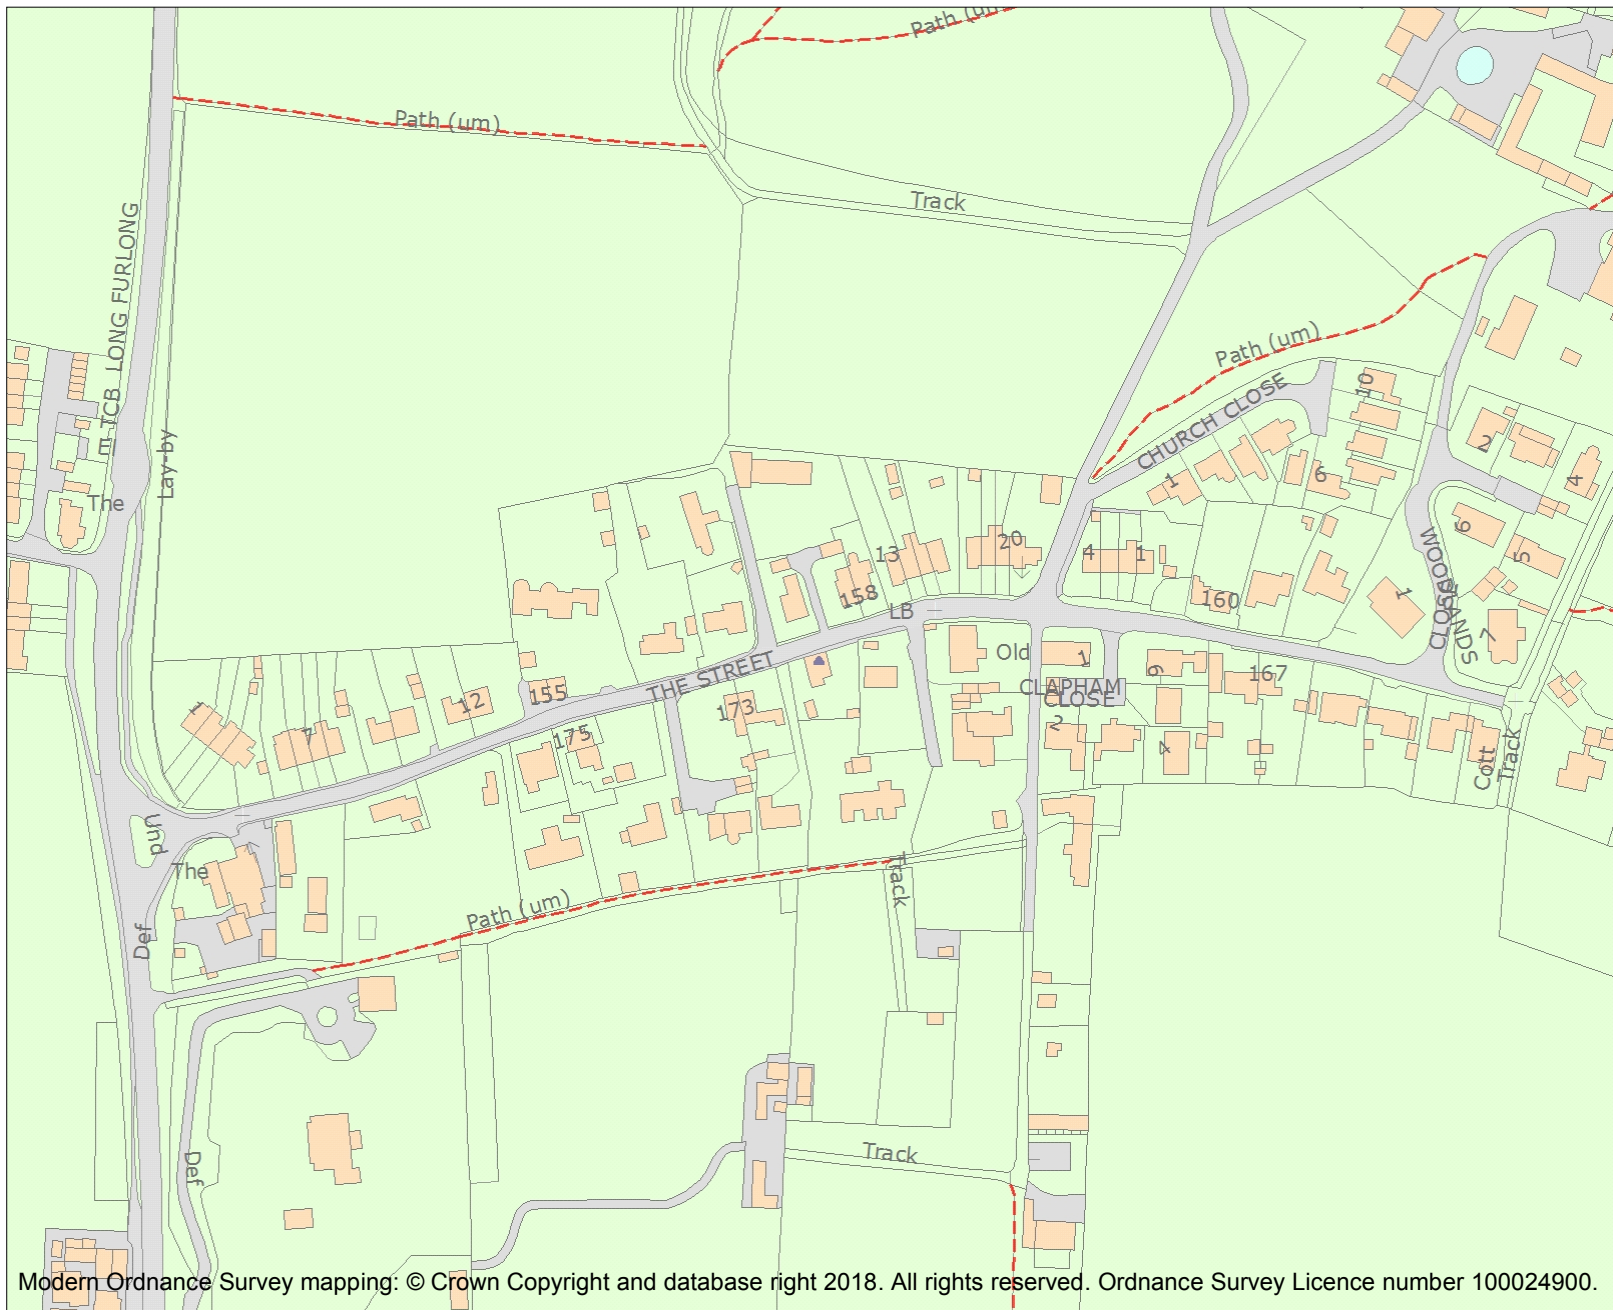 Path (um)
Path (um)
Track
LONG FURLONG
TCB
E
Lay-by
The
Path (um)
CHURCH CLOSE
10
1
6
2
4
6
5
1
7
WOODLANDS
CLOSE
20
13
158
LB
4
1
160
Old
1
CLAPHAM
CLOSE
2
6
4
167
THE STREET
173
155
175
12
7
1
Cott
Track
Und
The
Def
Path (um)
Track
Def
Track
Modern Ordnance Survey mapping: © Crown Copyright and database right 2018. All rights reserved. Ordnance Survey Licence number 100024900.